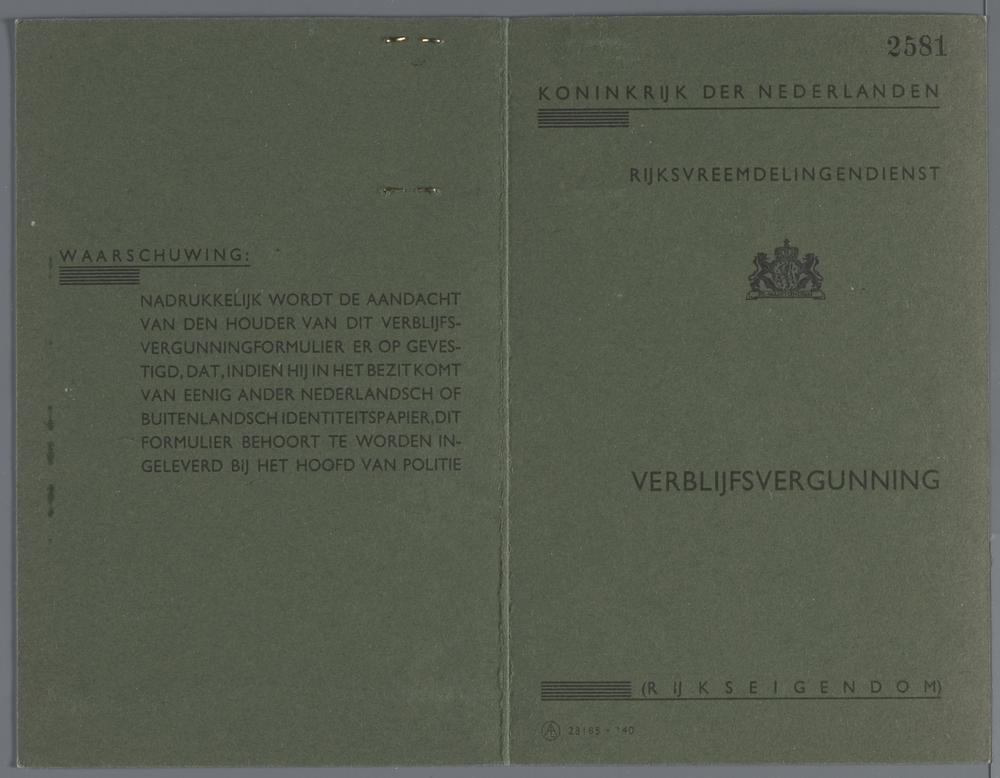 WAARSCHUWING:
NADRUKKELIJK WORDT DE AANDACHT
VAN DEN HOUDER VAN DIT VERBLIJFS-
VERGUNNINGFORMULIER ER OP GEVES-
TIGD, DAT, INDIEN HIJ IN HET BEZIT KOMT
VAN EENIG ANDER NEDERLANDSCH OF
BUITENLANDSCH IDENTITEITSPAPIER, DIT
FORMULIER BEHOORT TE WORDEN IN-
GELEVERD BIJ HET HOOFD VAN POLITIE
2581
KONINKRIJK DER NEDERLANDEN
RIJKSVREEMDELINGENDIENST
VERBLIJFSVERGUNNING
(RIJKSEIGENDOM)
28165 - '40